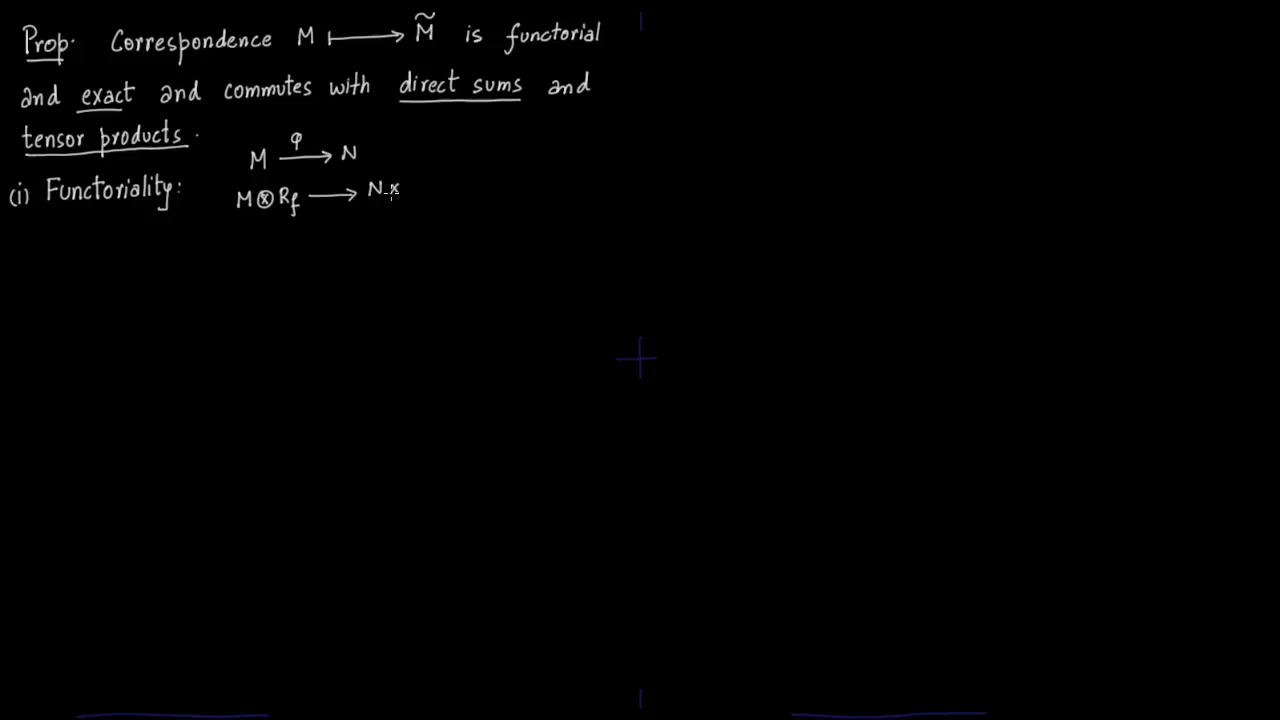 Prop. Correspondence M ⟼ M̃ is functorial
and exact and commutes with direct sums and
tensor products.
M —φ→ N
(i) Functoriality:
M⊗R_f ⟶ N